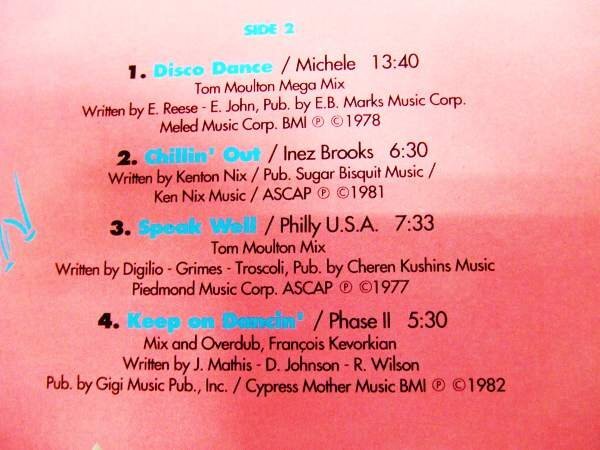 SIDE 2
1. Disco Dance / Michele 13:40
Tom Moulton Mega Mix
Written by E. Reese - E. John, Pub. by E.B. Marks Music Corp.
Meled Music Corp. BMI ℗ ©1978
2. Chillin' Out / Inez Brooks 6:30
Written by Kenton Nix / Pub. Sugar Bisquit Music /
Ken Nix Music / ASCAP ℗ ©1981
3. Speak Well / Philly U.S.A. 7:33
Tom Moulton Mix
Written by Digilio - Grimes - Troscoli, Pub. by Cheren Kushins Music
Piedmond Music Corp. ASCAP ℗ ©1977
4. Keep on Dancin' / Phase II 5:30
Mix and Overdub, François Kevorkian
Written by J. Mathis - D. Johnson - R. Wilson
Pub. by Gigi Music Pub., Inc. / Cypress Mother Music BMI ℗ ©1982